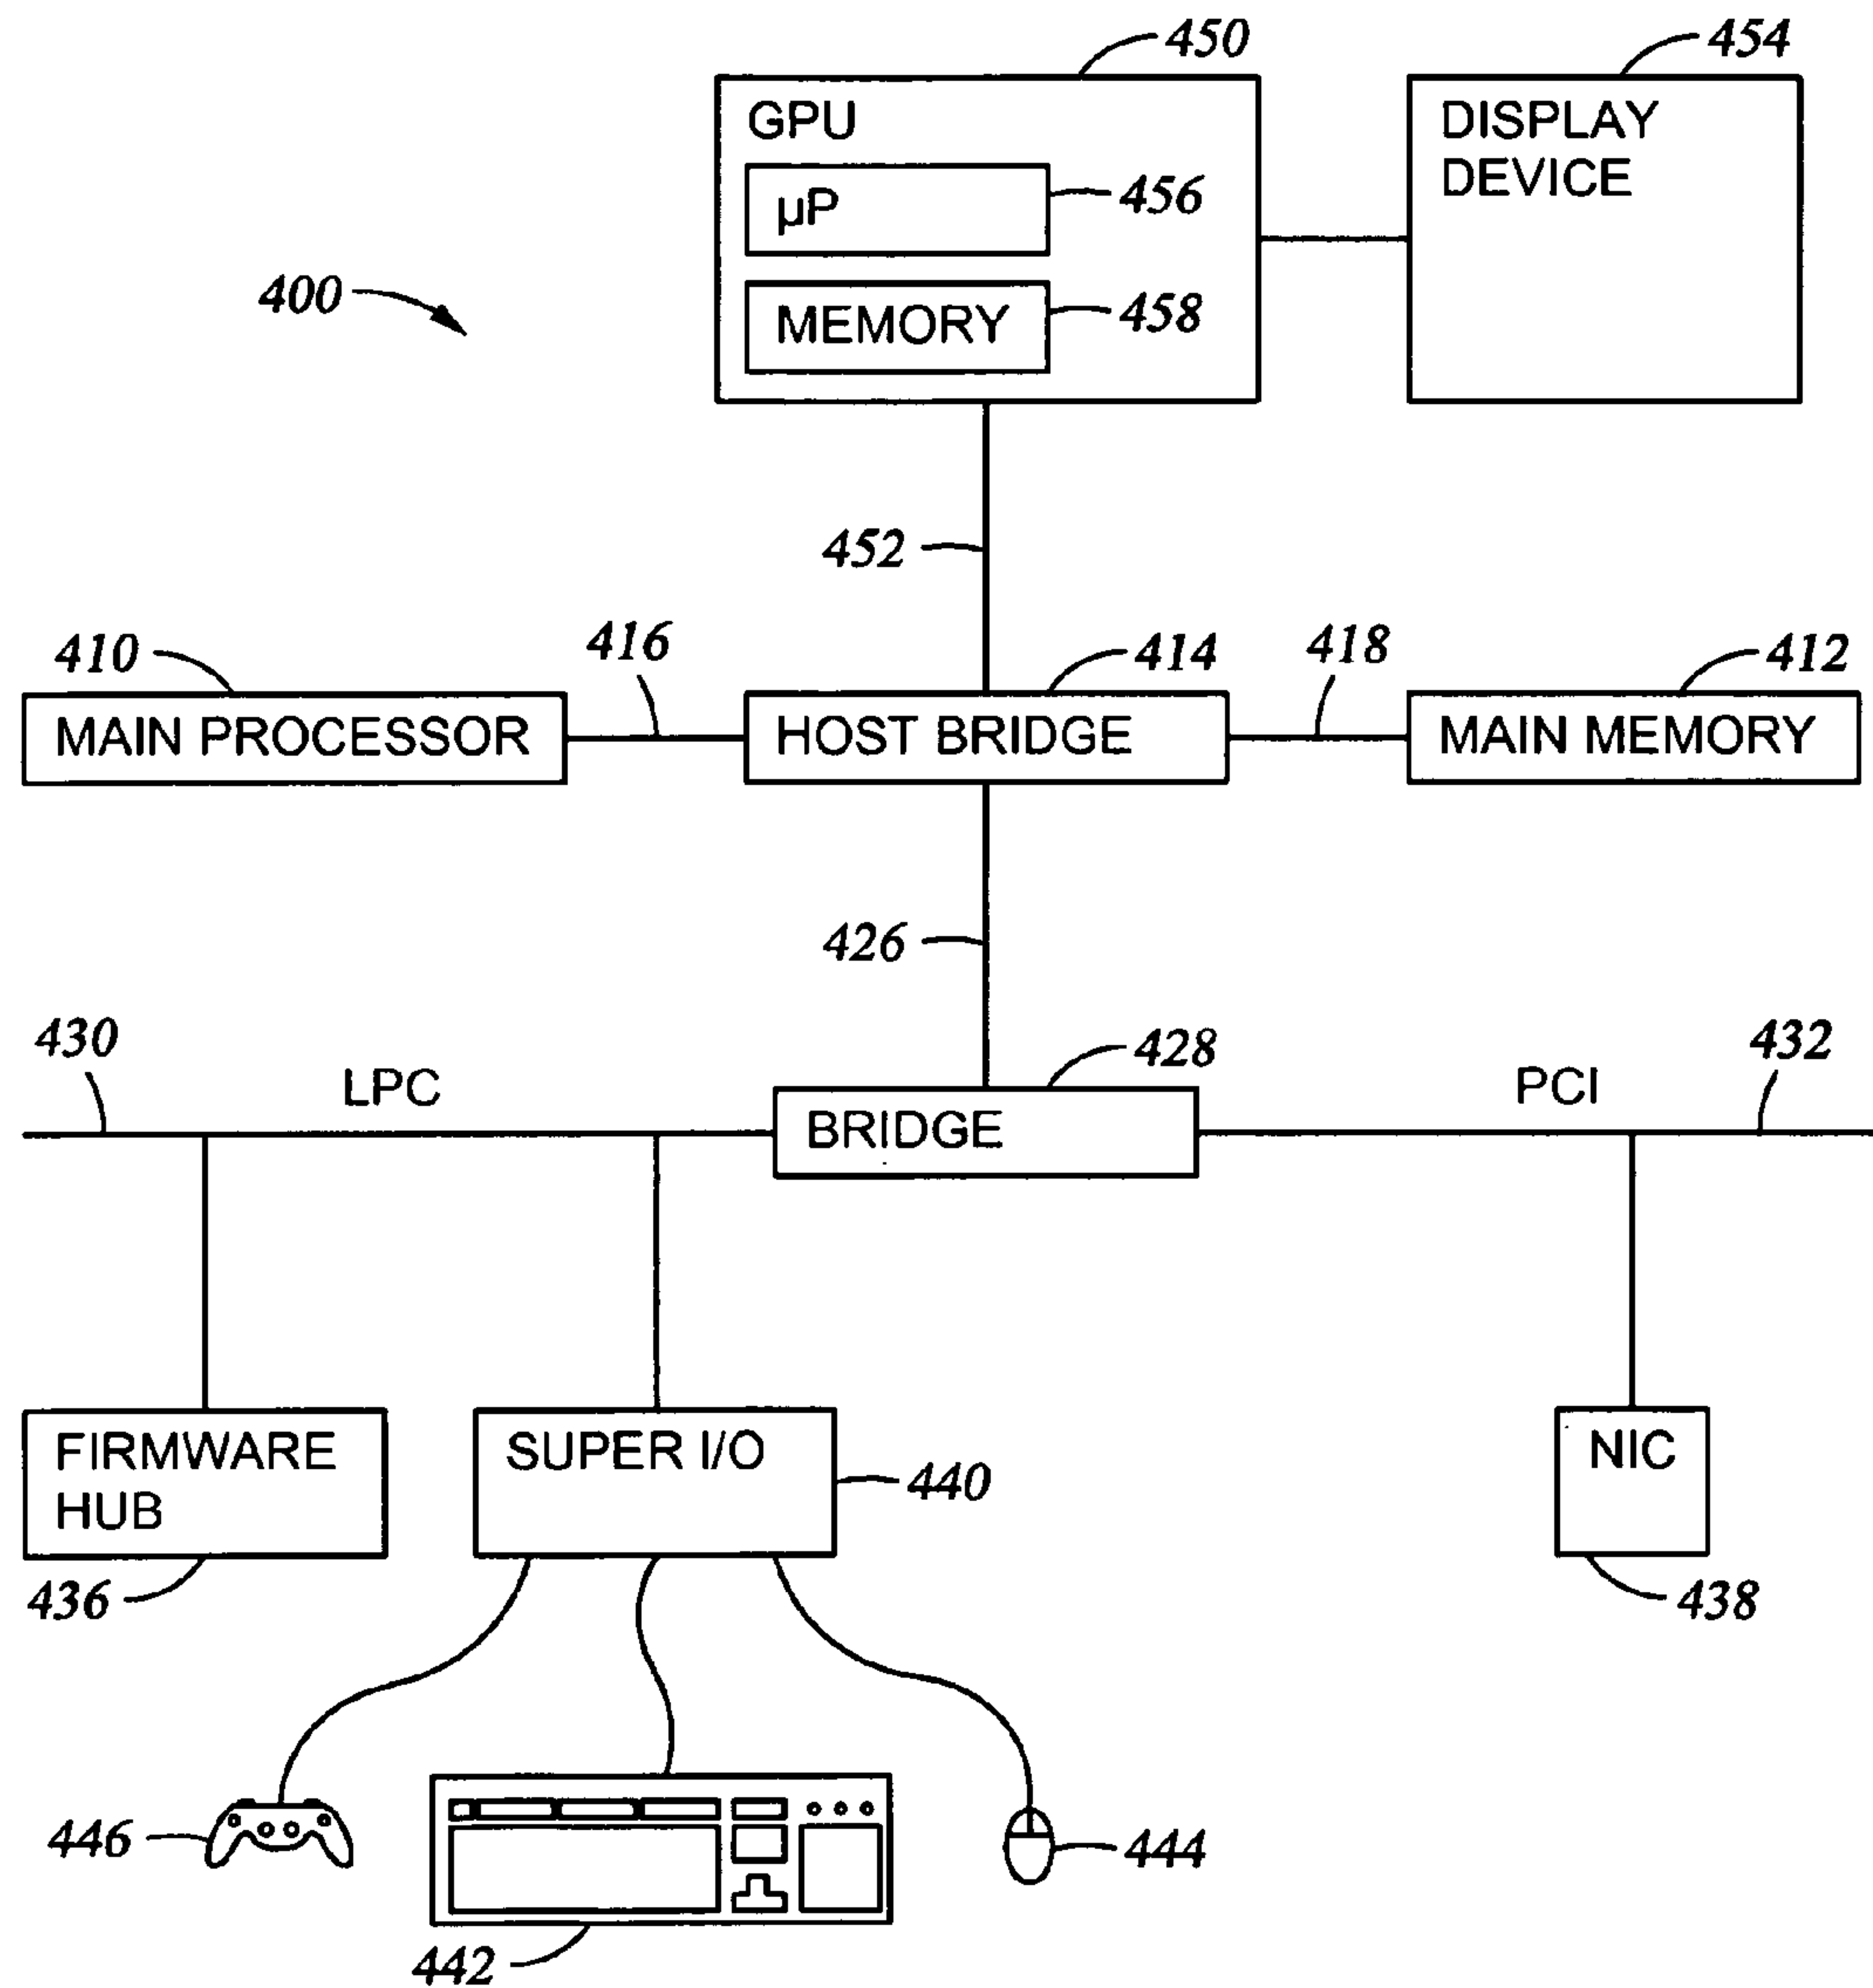 450
454
GPU
DISPLAY
DEVICE
µP
456
400
MEMORY
458
452
410
416
414
418
412
MAIN PROCESSOR
HOST BRIDGE
MAIN MEMORY
426
430
428
432
LPC
PCI
BRIDGE
FIRMWARE
HUB
SUPER I/O
440
NIC
436
438
446
444
442